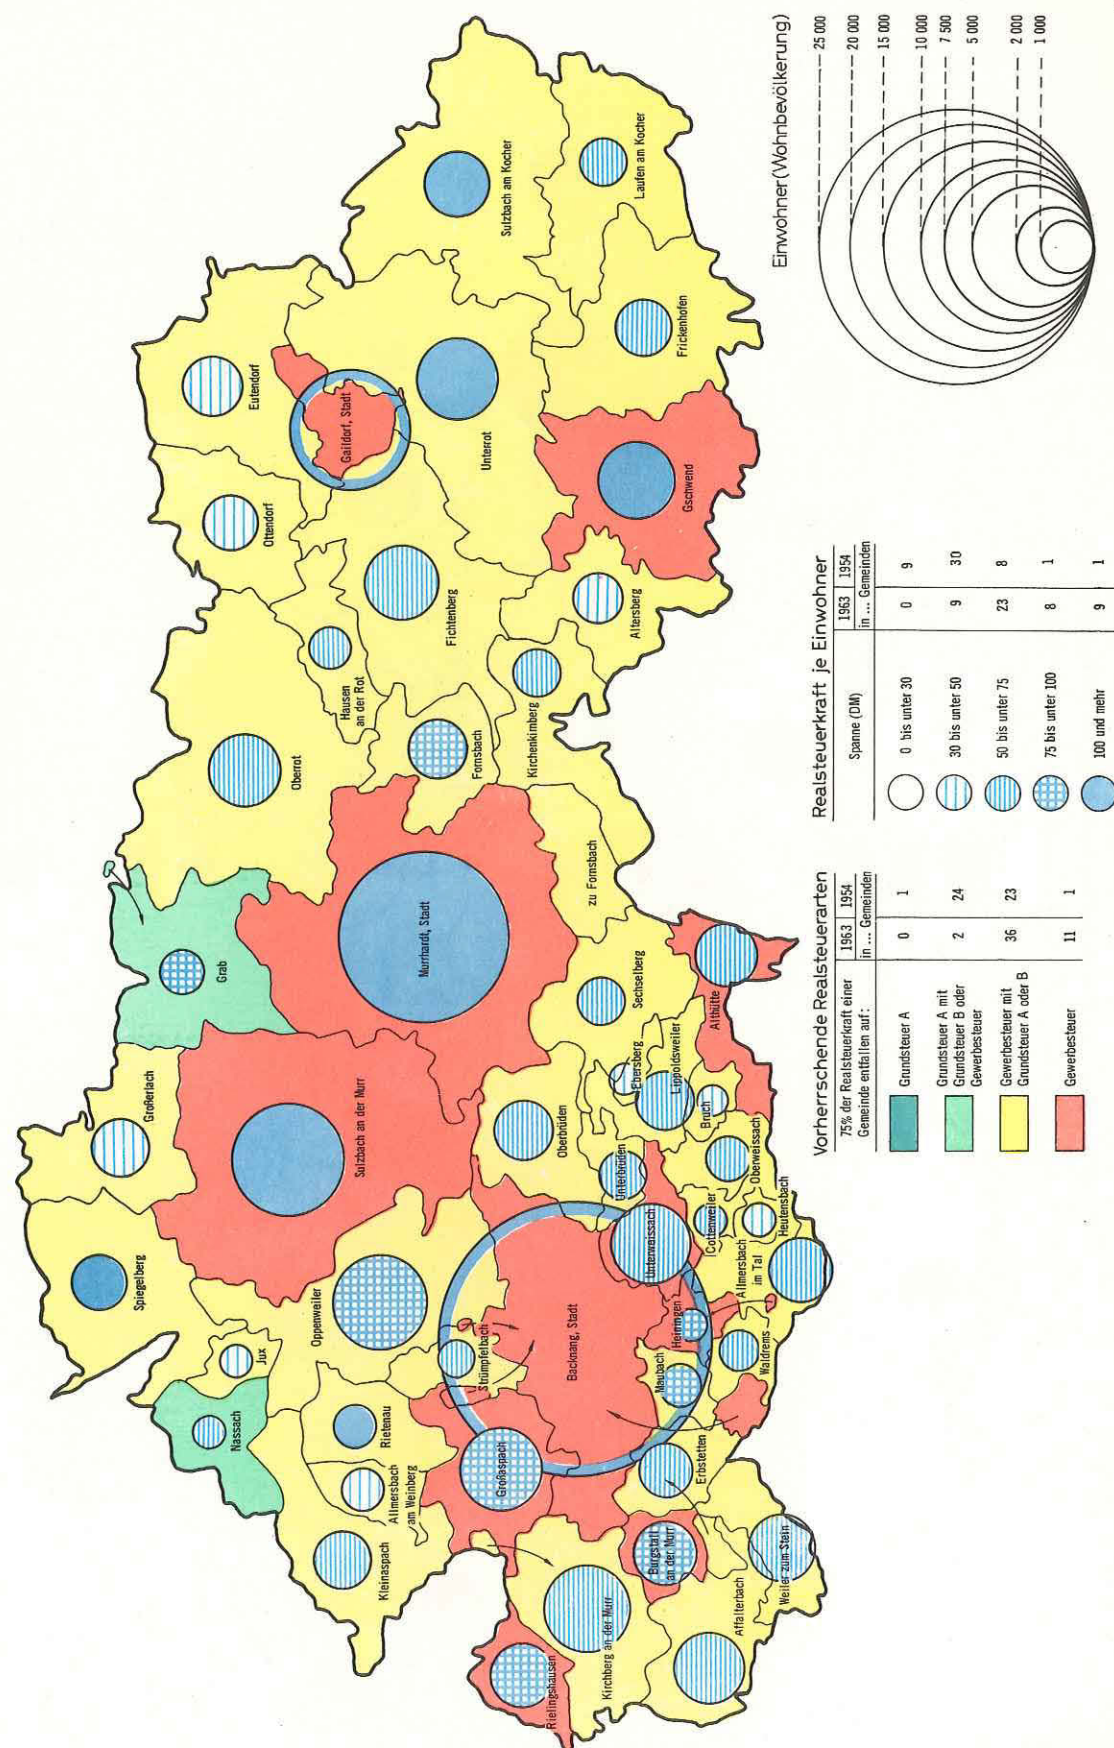 Sulzbach am Kocher
Laufen am Kocher
Eutendorf
Gaildorf, Stadt
Unterrot
Frickenhofen
Ottendorf
Gschwend
Hausen
an der Rot
Fichtenberg
Altersberg
Kirchenkirnberg
Oberrot
Fornsbach
zu Fornsbach
Murrhardt, Stadt
Grab
Sechselberg
Althütte
Großerlach
Sulzbach an der Murr
Oberbrüden
Ebersberg
Lippoldsweiler
Bruch
Unterbrüden
Oberweissach
Spiegelberg
Unterweissach
Cottenweiler
Heutensbach
Allmersbach
im Tal
Oppenweiler
Jux
Strümpfelbach
Backnang, Stadt
Heiningen
Maubach
Waldrems
Nassach
Rietenau
Allmersbach
am Weinberg
Großaspach
Erbstetten
Kleinaspach
Burgstall
an der Murr
Weiler zum Stein
Kirchberg an der Murr
Affalterbach
Rielingshausen
Vorherrschende Realsteuerarten
75% der Realsteuerkraft einer
Gemeinde entfallen auf:
1963 1954
in ... Gemeinden
Grundsteuer A 0 1
Grundsteuer A mit
Grundsteuer B oder
Gewerbesteuer 2 24
Gewerbesteuer mit
Grundsteuer A oder B 36 23
Gewerbesteuer 11 1
Realsteuerkraft je Einwohner
Spanne (DM)
1963 1954
in ... Gemeinden
0 bis unter 30 0 9
30 bis unter 50 9 30
50 bis unter 75 23 8
75 bis unter 100 8 1
100 und mehr 9 1
Einwohner (Wohnbevölkerung)
25 000
20 000
15 000
10 000
7 500
5 000
2 000
1 000